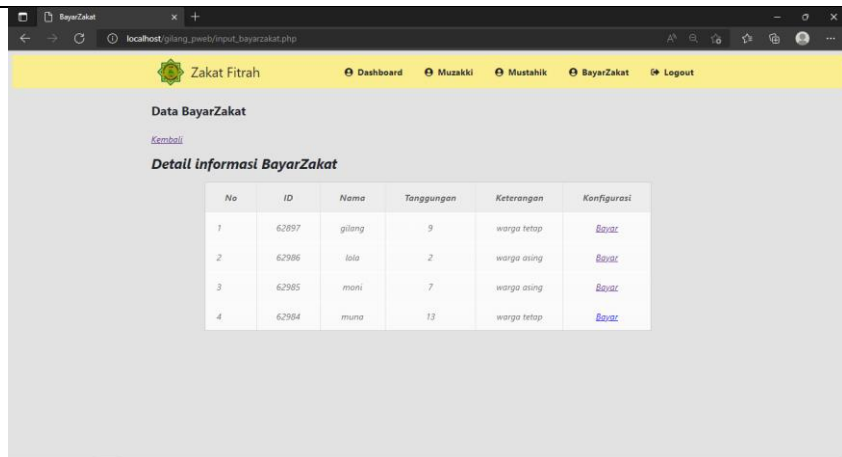 BayarZakat
localhost/gilang_pweb/input_bayarzakat.php
Zakat Fitrah
Dashboard
Muzakki
Mustahik
BayarZakat
Logout
Data BayarZakat
Kembali
Detail informasi BayarZakat
No ID Nama Tanggungan Keterangan Konfigurasi
1 62897 gilang 9 warga tetap Bayar
2 62986 lola 2 warga asing Bayar
3 62985 moni 7 warga asing Bayar
4 62984 muna 13 warga tetap Bayar